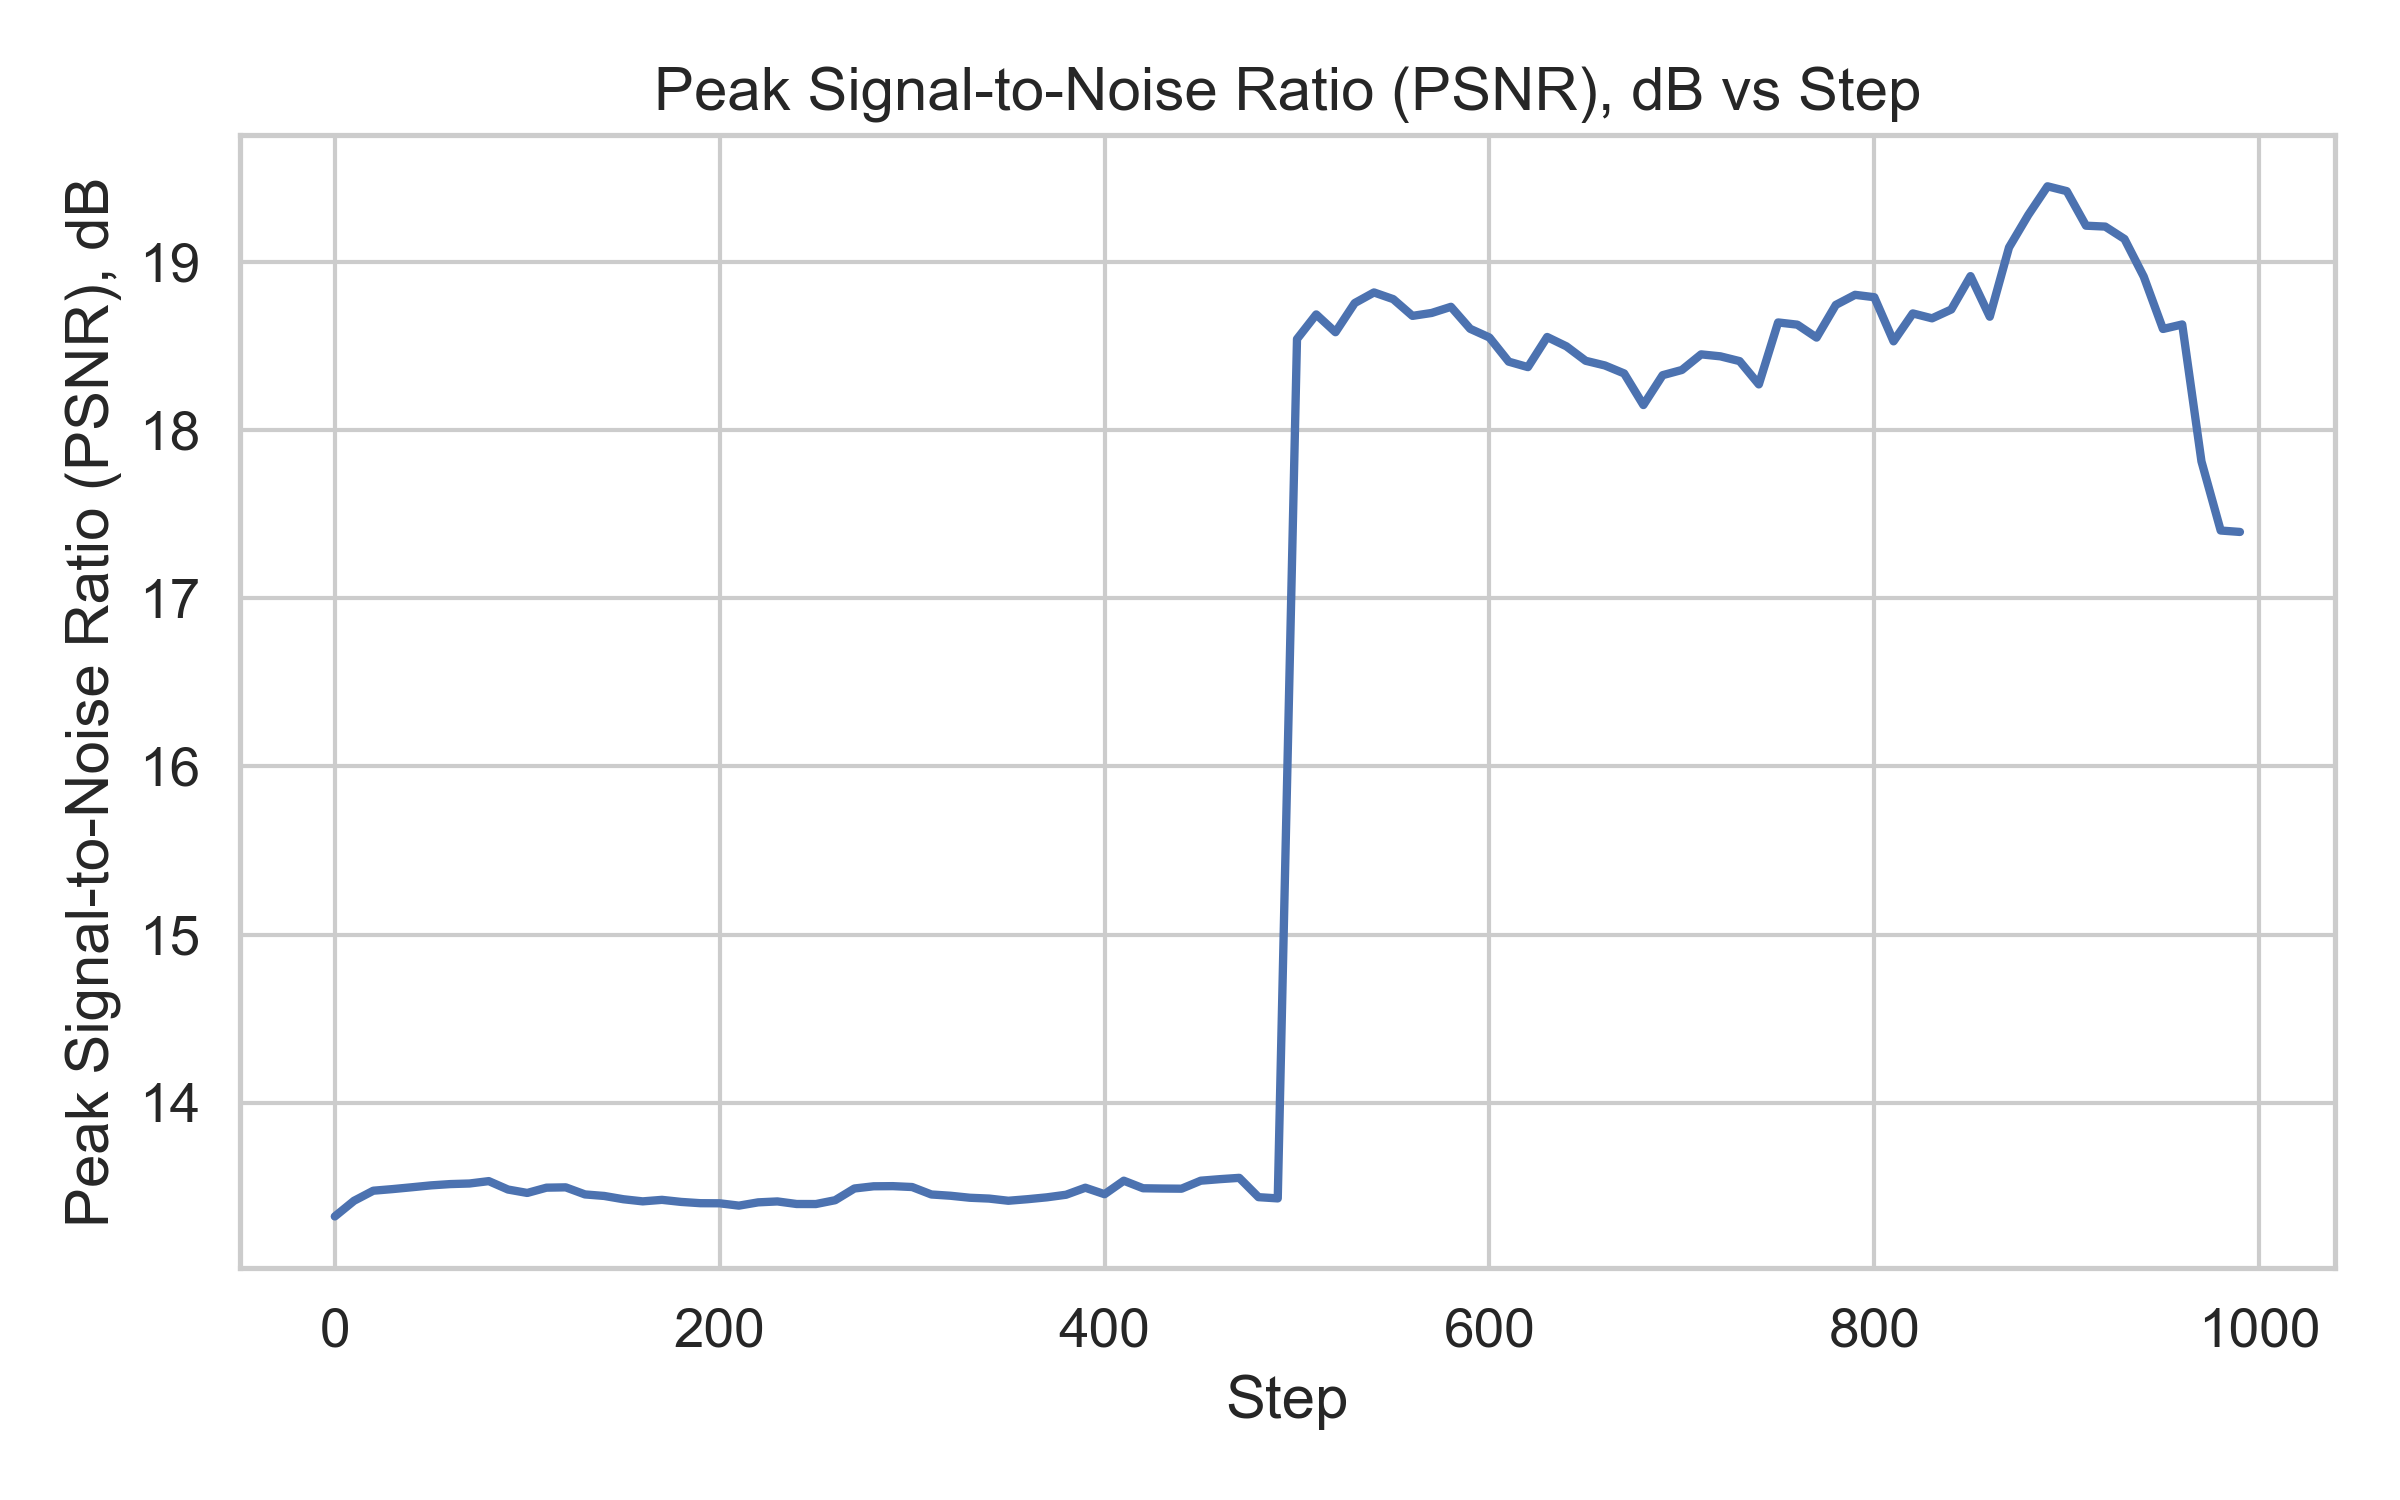 Peak Signal-to-Noise Ratio (PSNR), dB vs Step
Peak Signal-to-Noise Ratio (PSNR), dB
19
18
17
16
15
14
0 200 400 600 800 1000
Step